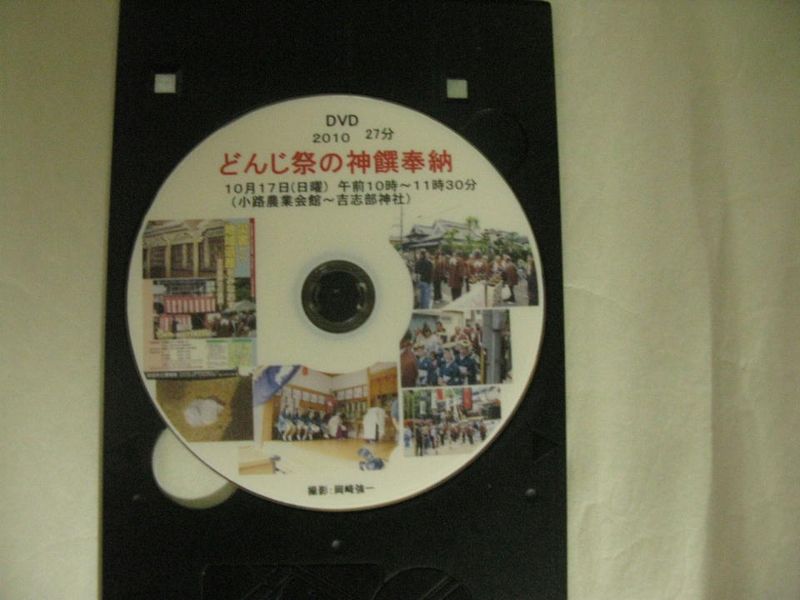 DVD
2010 27分
どんじ祭の神饌奉納
10月17日(日曜) 午前10時～11時30分
(小路農業会館～吉志部神社)
撮影:岡崎強一